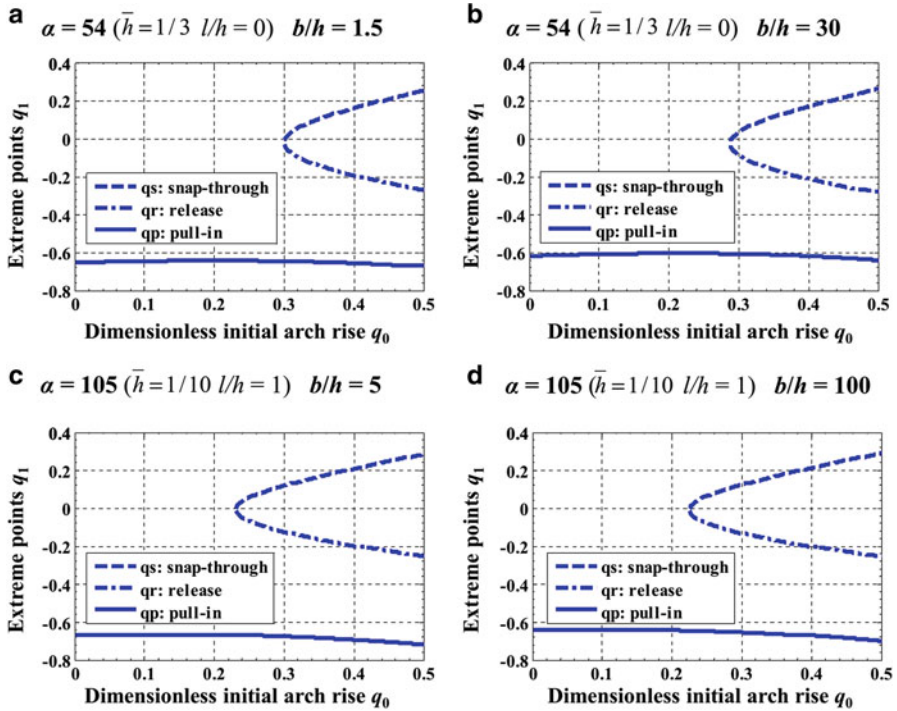 a
α = 54 (h̅ = 1/3 l/h = 0) b/h = 1.5
Extreme points q₁
0.4
0.2
0
-0.2
-0.4
-0.6
-0.8
qs: snap-through
qr: release
qp: pull-in
0 0.1 0.2 0.3 0.4 0.5
Dimensionless initial arch rise q₀
b
α = 54 (h̅ = 1/3 l/h = 0) b/h = 30
Extreme points q₁
0.4
0.2
0
-0.2
-0.4
-0.6
-0.8
qs: snap-through
qr: release
qp: pull-in
0 0.1 0.2 0.3 0.4 0.5
Dimensionless initial arch rise q₀
c
α = 105 (h̅ = 1/10 l/h = 1) b/h = 5
Extreme points q₁
0.4
0.2
0
-0.2
-0.4
-0.6
-0.8
qs: snap-through
qr: release
qp: pull-in
0 0.1 0.2 0.3 0.4 0.5
Dimensionless initial arch rise q₀
d
α = 105 (h̅ = 1/10 l/h = 1) b/h = 100
Extreme points q₁
0.4
0.2
0
-0.2
-0.4
-0.6
-0.8
qs: snap-through
qr: release
qp: pull-in
0 0.1 0.2 0.3 0.4 0.5
Dimensionless initial arch rise q₀